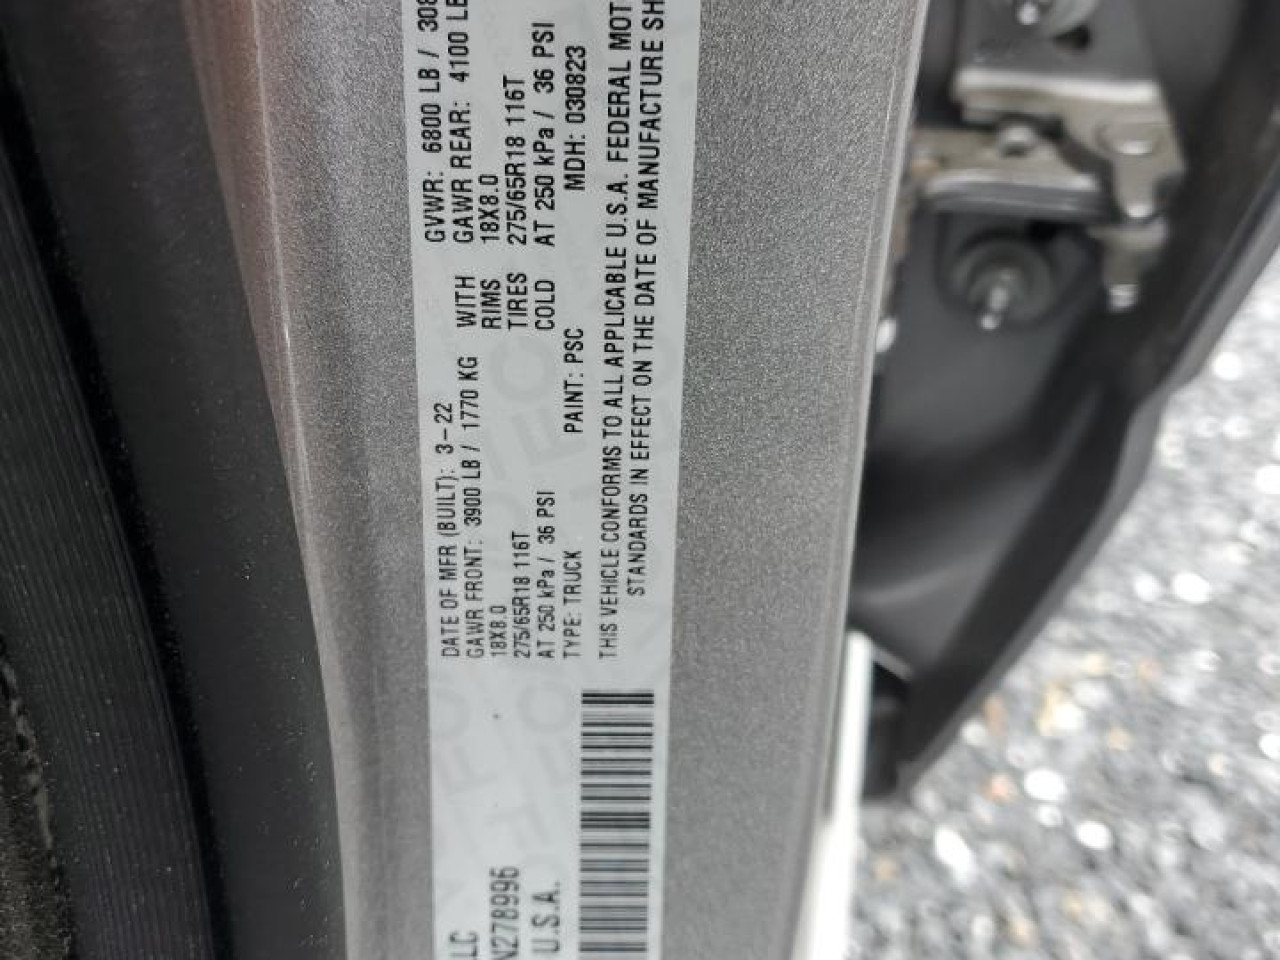 LC
N278996
U.S.A.
DATE OF MFR (BUILT): 3-22 GVWR: 6800 LB / 308
GAWR FRONT: 3900 LB / 1770 KG WITH GAWR REAR: 4100 LB
18X8.0 RIMS 18X8.0
275/65R18 116T TIRES 275/65R18 116T
AT 250 kPa / 36 PSI COLD AT 250 kPa / 36 PSI
TYPE: TRUCK PAINT: PSC MDH: 030823
THIS VEHICLE CONFORMS TO ALL APPLICABLE U.S.A. FEDERAL MOT
STANDARDS IN EFFECT ON THE DATE OF MANUFACTURE SH